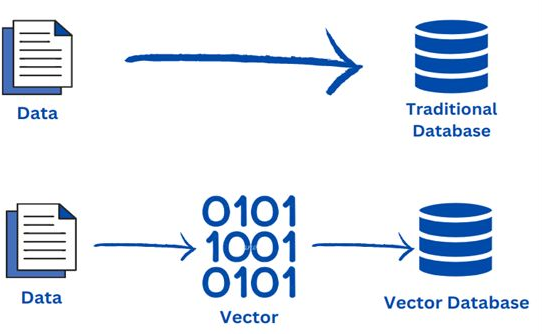 Data
Traditional
Database
0101
1001
0101
Data
Vector
Vector Database